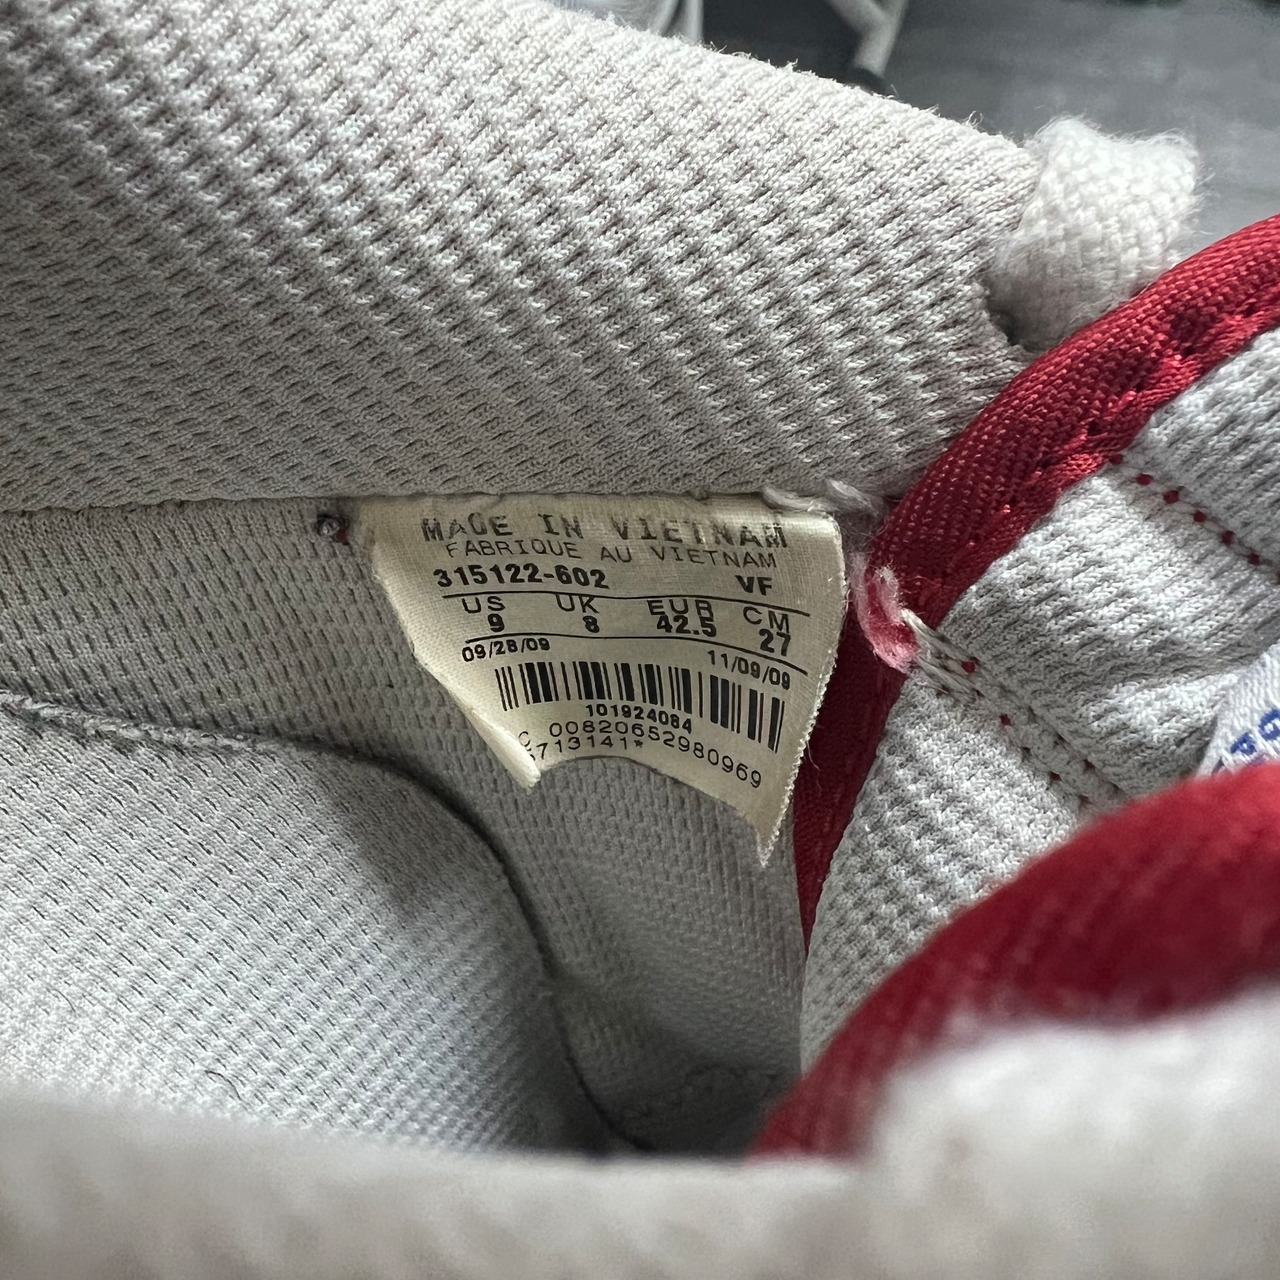 MADE IN VIETNAM
FABRIQUE AU VIETNAM
315122-602 VF
US UK EUR CM
9 8 42.5 27
09/28/09 11/09/09
101924084
C 00820652980969
6713141*